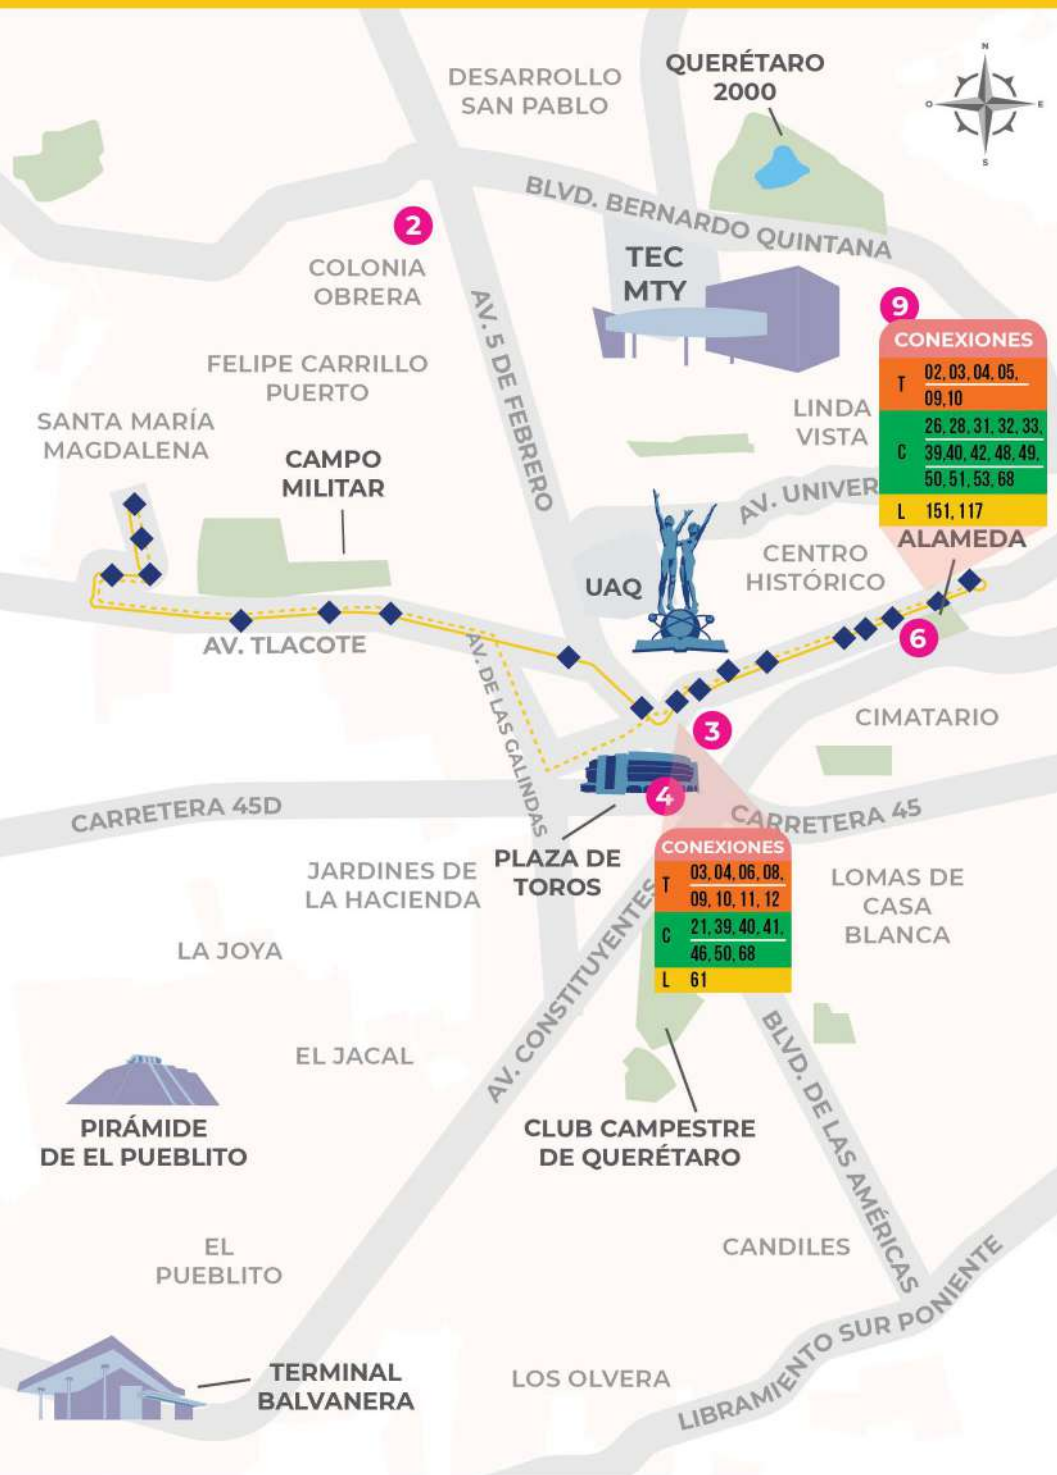 N
O
E
S
DESARROLLO
SAN PABLO
QUERÉTARO
2000
BLVD. BERNARDO QUINTANA
2
COLONIA
OBRERA
TEC
MTY
AV. 5 DE FEBRERO
FELIPE CARRILLO
PUERTO
9
CONEXIONES
T 02, 03, 04, 05,
09,10
C 26, 28, 31, 32, 33,
39,40, 42, 48, 49,
50, 51, 53, 68
L 151, 117
LINDA
VISTA
SANTA MARÍA
MAGDALENA
CAMPO
MILITAR
AV. UNIVER
CENTRO
HISTÓRICO
ALAMEDA
UAQ
AV. TLACOTE
6
AV. DE LAS GALINDAS
3
CIMATARIO
4
CARRETERA 45D
CARRETERA 45
PLAZA DE
TOROS
CONEXIONES
T 03, 04, 06, 08,
09, 10, 11, 12
C 21, 39, 40, 41,
46, 50, 68
L 61
JARDINES DE
LA HACIENDA
LOMAS DE
CASA
BLANCA
LA JOYA
AV. CONSTITUYENTES
EL JACAL
BLVD. DE LAS AMÉRICAS
PIRÁMIDE
DE EL PUEBLITO
CLUB CAMPESTRE
DE QUERÉTARO
EL
PUEBLITO
CANDILES
LIBRAMIENTO SUR PONIENTE
TERMINAL
BALVANERA
LOS OLVERA